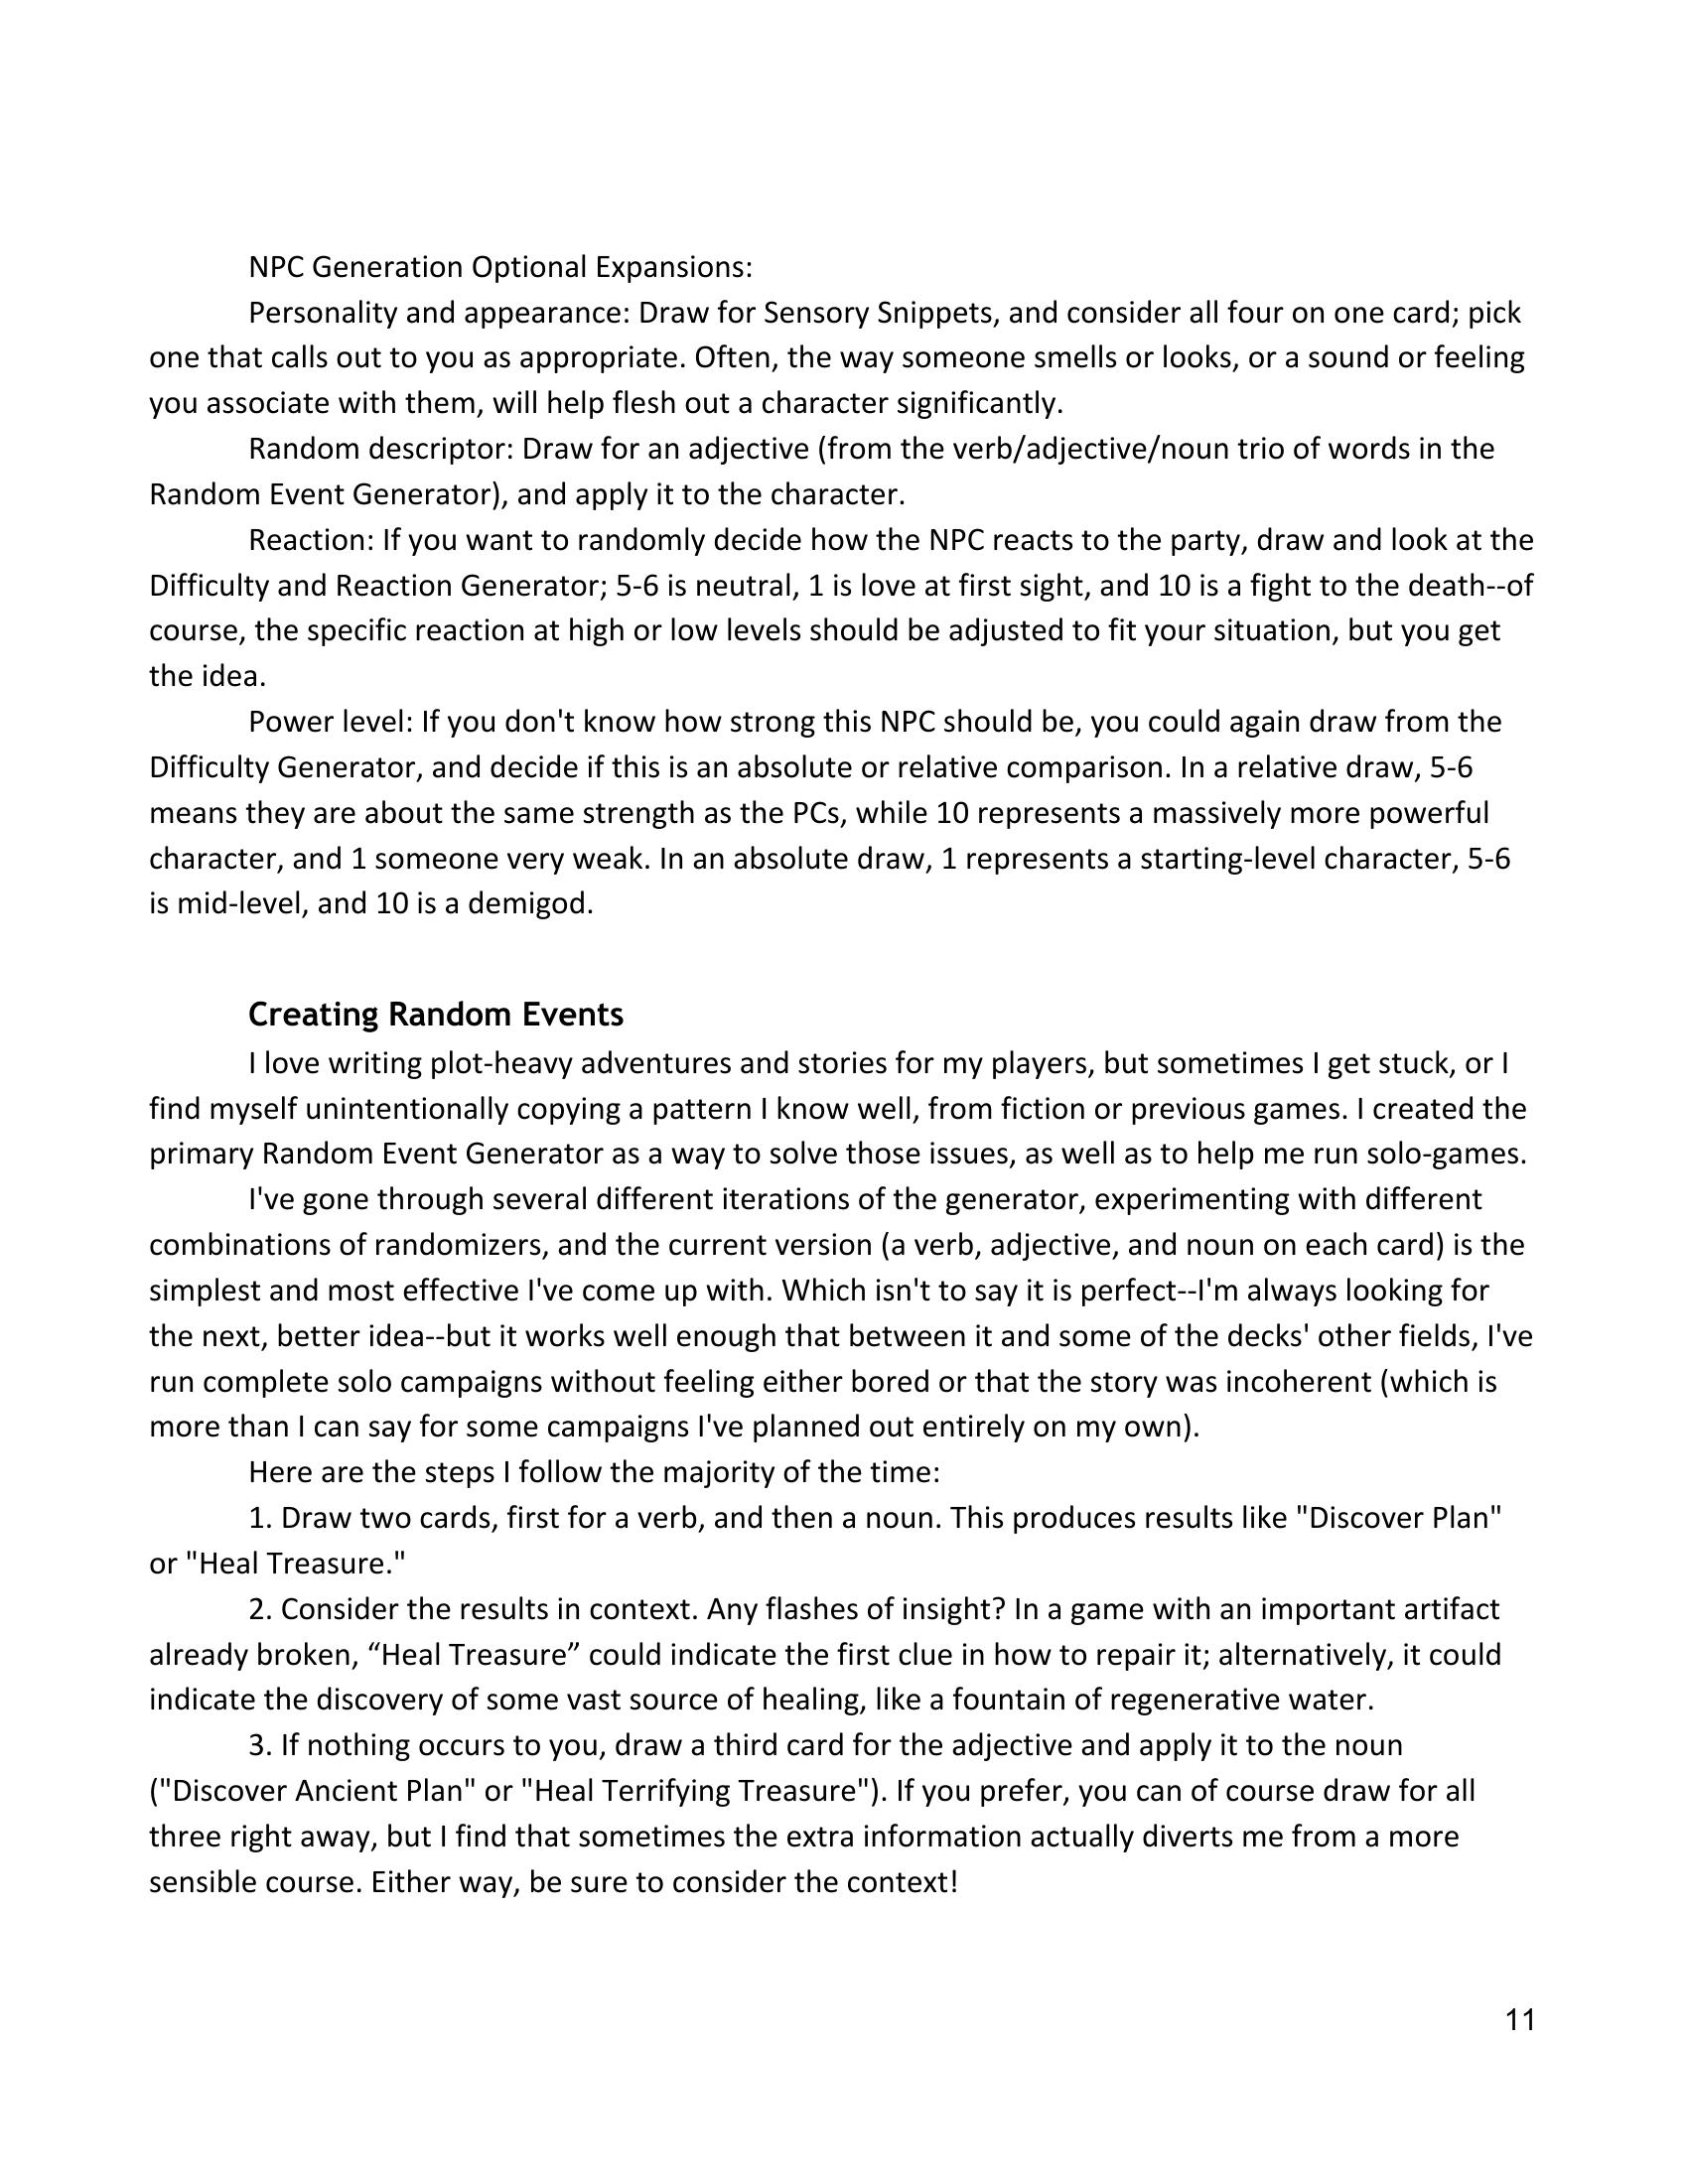 NPC Generation Optional Expansions:
Personality and appearance: Draw for Sensory Snippets, and consider all four on one card; pick
one that calls out to you as appropriate. Often, the way someone smells or looks, or a sound or feeling
you associate with them, will help flesh out a character significantly.
Random descriptor: Draw for an adjective (from the verb/adjective/noun trio of words in the
Random Event Generator), and apply it to the character.
Reaction: If you want to randomly decide how the NPC reacts to the party, draw and look at the
Difficulty and Reaction Generator; 5-6 is neutral, 1 is love at first sight, and 10 is a fight to the death--of
course, the specific reaction at high or low levels should be adjusted to fit your situation, but you get
the idea.
Power level: If you don't know how strong this NPC should be, you could again draw from the
Difficulty Generator, and decide if this is an absolute or relative comparison. In a relative draw, 5-6
means they are about the same strength as the PCs, while 10 represents a massively more powerful
character, and 1 someone very weak. In an absolute draw, 1 represents a starting-level character, 5-6
is mid-level, and 10 is a demigod.
Creating Random Events
I love writing plot-heavy adventures and stories for my players, but sometimes I get stuck, or I
find myself unintentionally copying a pattern I know well, from fiction or previous games. I created the
primary Random Event Generator as a way to solve those issues, as well as to help me run solo-games.
I've gone through several different iterations of the generator, experimenting with different
combinations of randomizers, and the current version (a verb, adjective, and noun on each card) is the
simplest and most effective I've come up with. Which isn't to say it is perfect--I'm always looking for
the next, better idea--but it works well enough that between it and some of the decks' other fields, I've
run complete solo campaigns without feeling either bored or that the story was incoherent (which is
more than I can say for some campaigns I've planned out entirely on my own).
Here are the steps I follow the majority of the time:
1. Draw two cards, first for a verb, and then a noun. This produces results like "Discover Plan"
or "Heal Treasure."
2. Consider the results in context. Any flashes of insight? In a game with an important artifact
already broken, “Heal Treasure” could indicate the first clue in how to repair it; alternatively, it could
indicate the discovery of some vast source of healing, like a fountain of regenerative water.
3. If nothing occurs to you, draw a third card for the adjective and apply it to the noun
("Discover Ancient Plan" or "Heal Terrifying Treasure"). If you prefer, you can of course draw for all
three right away, but I find that sometimes the extra information actually diverts me from a more
sensible course. Either way, be sure to consider the context!
11